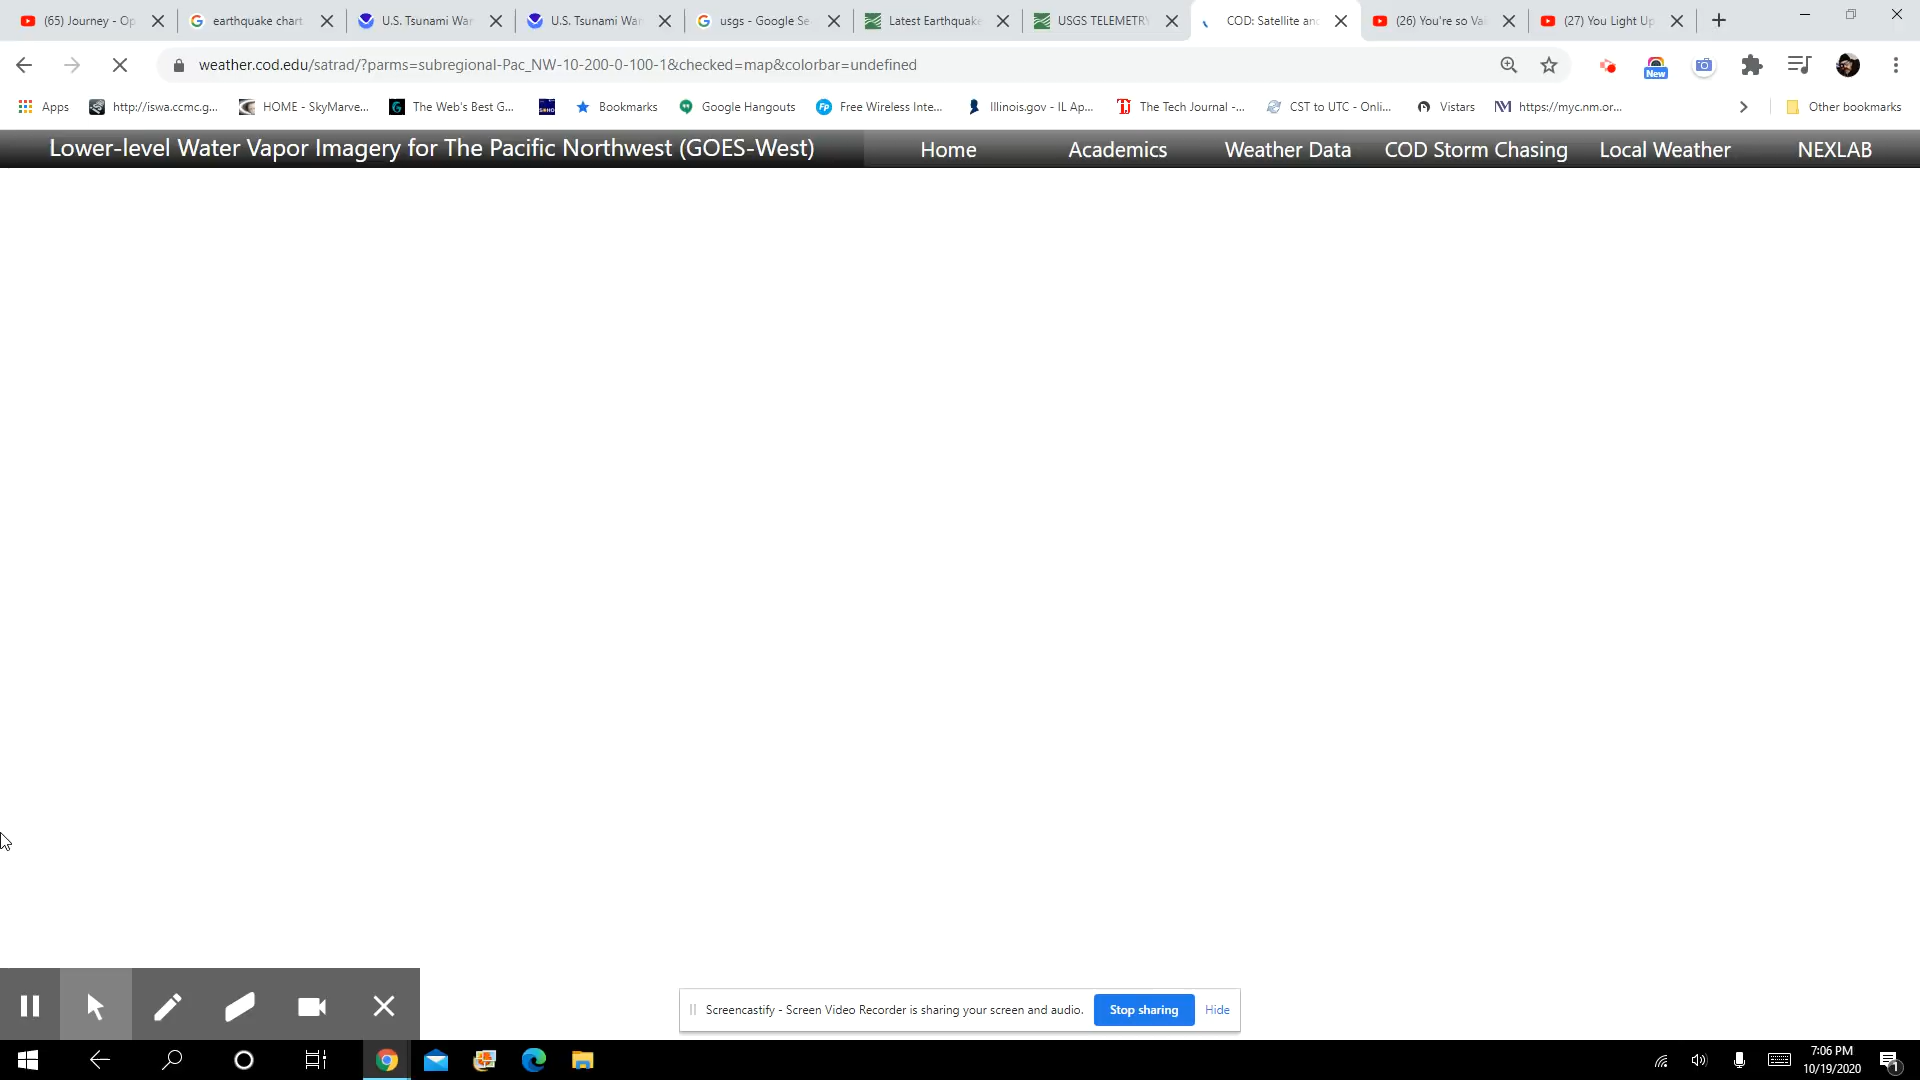 (65) Journey - Op
earthquake chart
U.S. Tsunami War
U.S. Tsunami War
usgs - Google Se
Latest Earthquake
USGS TELEMETRY
COD: Satellite and
(26) You're so Vai
(27) You Light Up
weather.cod.edu/satrad/?parms=subregional-Pac_NW-10-200-0-100-1&checked=map&colorbar=undefined
New
Apps
http://iswa.ccmc.g...
HOME - SkyMarve...
The Web's Best G...
Bookmarks
Google Hangouts
Free Wireless Inte...
Illinois.gov - IL Ap...
The Tech Journal -...
CST to UTC - Onli...
Vistars
https://myc.nm.or...
Other bookmarks
Lower-level Water Vapor Imagery for The Pacific Northwest (GOES-West)
Home
Academics
Weather Data
COD Storm Chasing
Local Weather
NEXLAB
Screencastify - Screen Video Recorder is sharing your screen and audio.
Stop sharing
Hide
7:06 PM
10/19/2020
1